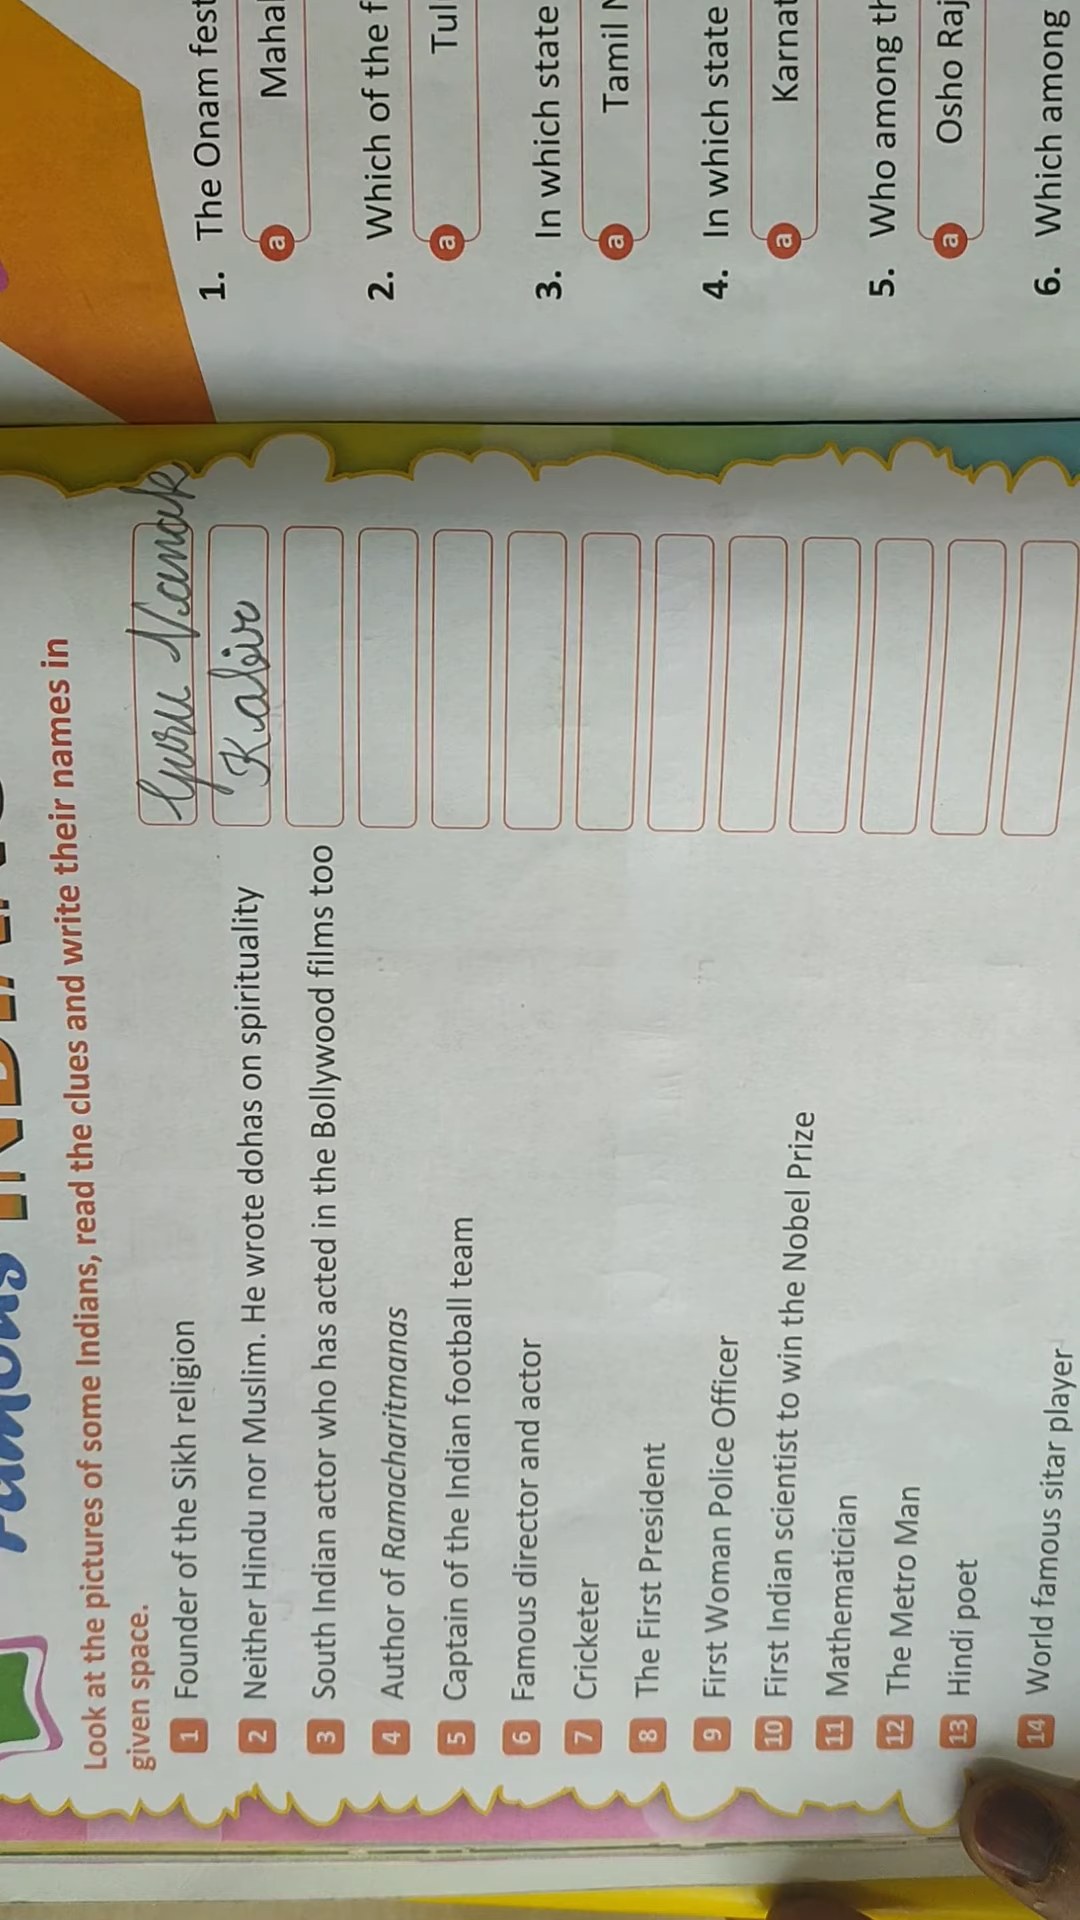 Famous INDIANS
Look at the pictures of some Indians, read the clues and write their names in
given space.
1 Founder of the Sikh religion Guru Nanak
2 Neither Hindu nor Muslim. He wrote dohas on spirituality Kabir
3 South Indian actor who has acted in the Bollywood films too
4 Author of Ramacharitmanas
5 Captain of the Indian football team
6 Famous director and actor
7 Cricketer
8 The First President
9 First Woman Police Officer
10 First Indian scientist to win the Nobel Prize
11 Mathematician
12 The Metro Man
13 Hindi poet
14 World famous sitar player
1. The Onam fest
a Mahal
2. Which of the f
a Tul
3. In which state
a Tamil N
4. In which state
a Karnat
5. Who among th
a Osho Raj
6. Which among